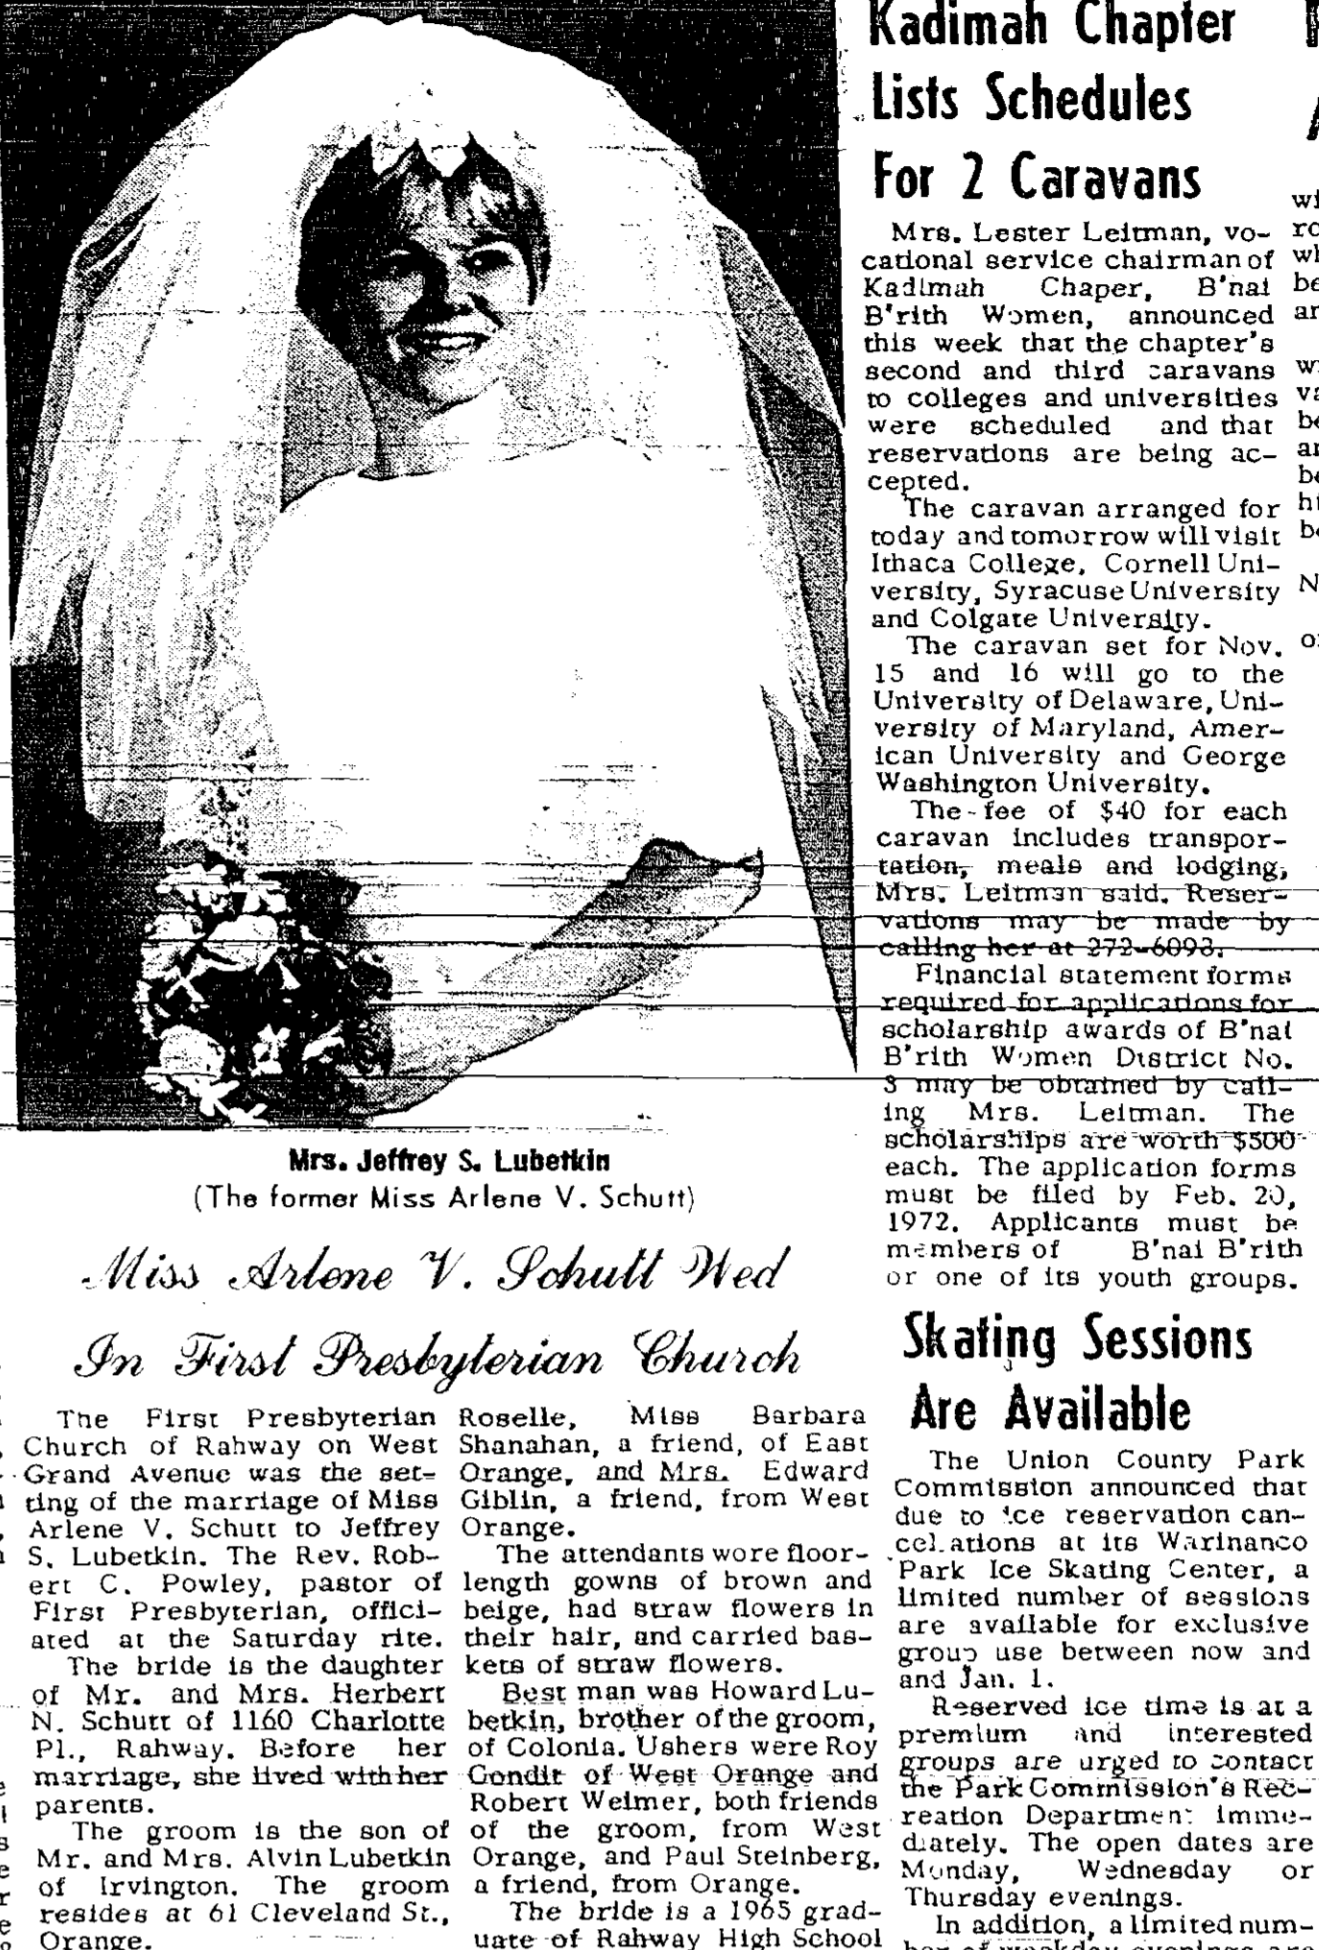 Mrs. Jeffrey S. Lubetkin
(The former Miss Arlene V. Schutt)
Miss Arlene V. Schutt Wed
In First Presbyterian Church
The First Presbyterian
Church of Rahway on West
Grand Avenue was the set-
ting of the marriage of Miss
Arlene V. Schutt to Jeffrey
S. Lubetkin. The Rev. Rob-
ert C. Powley, pastor of
First Presbyterian, offici-
ated at the Saturday rite.
The bride is the daughter
of Mr. and Mrs. Herbert
N. Schutt of 1160 Charlotte
Pl., Rahway. Before her
marriage, she lived with her
parents.
The groom is the son of
Mr. and Mrs. Alvin Lubetkin
of Irvington. The groom
resides at 61 Cleveland St.,
Orange.
Roselle, Miss Barbara
Shanahan, a friend, of East
Orange, and Mrs. Edward
Giblin, a friend, from West
Orange.
The attendants wore floor-
length gowns of brown and
beige, had straw flowers in
their hair, and carried bas-
kets of straw flowers.
Best man was Howard Lu-
betkin, brother of the groom,
of Colonia. Ushers were Roy
Condit of West Orange and
Robert Weimer, both friends
of the groom, from West
Orange, and Paul Steinberg,
a friend, from Orange.
The bride is a 1965 grad-
uate of Rahway High School
Kadimah Chapter
Lists Schedules
For 2 Caravans
Mrs. Lester Leitman, vo-
cational service chairman of
Kadimah Chaper, B'nai
B'rith Women, announced
this week that the chapter's
second and third caravans
to colleges and universities
were scheduled and that
reservations are being ac-
cepted.
The caravan arranged for
today and tomorrow will visit
Ithaca College, Cornell Uni-
versity, Syracuse University
and Colgate University.
The caravan set for Nov.
15 and 16 will go to the
University of Delaware, Uni-
versity of Maryland, Amer-
ican University and George
Washington University.
The fee of $40 for each
caravan includes transpor-
tation, meals and lodging,
Mrs. Leitman said. Reser-
vations may be made by
calling her at 272-6093.
Financial statement forms
required for applications for
scholarship awards of B'nai
B'rith Women District No.
3 may be obtained by call-
ing Mrs. Leitman. The
scholarships are worth $500
each. The application forms
must be filed by Feb. 20,
1972. Applicants must be
members of B'nai B'rith
or one of its youth groups.
Skating Sessions
Are Available
The Union County Park
Commission announced that
due to ice reservation can-
celations at its Warinanco
Park Ice Skating Center, a
limited number of sessions
are available for exclusive
group use between now and
and Jan. 1.
Reserved ice time is at a
premium and interested
groups are urged to contact
the Park Commission's Rec-
reation Department imme-
diately. The open dates are
Monday, Wednesday or
Thursday evenings.
In addition, a limited num-